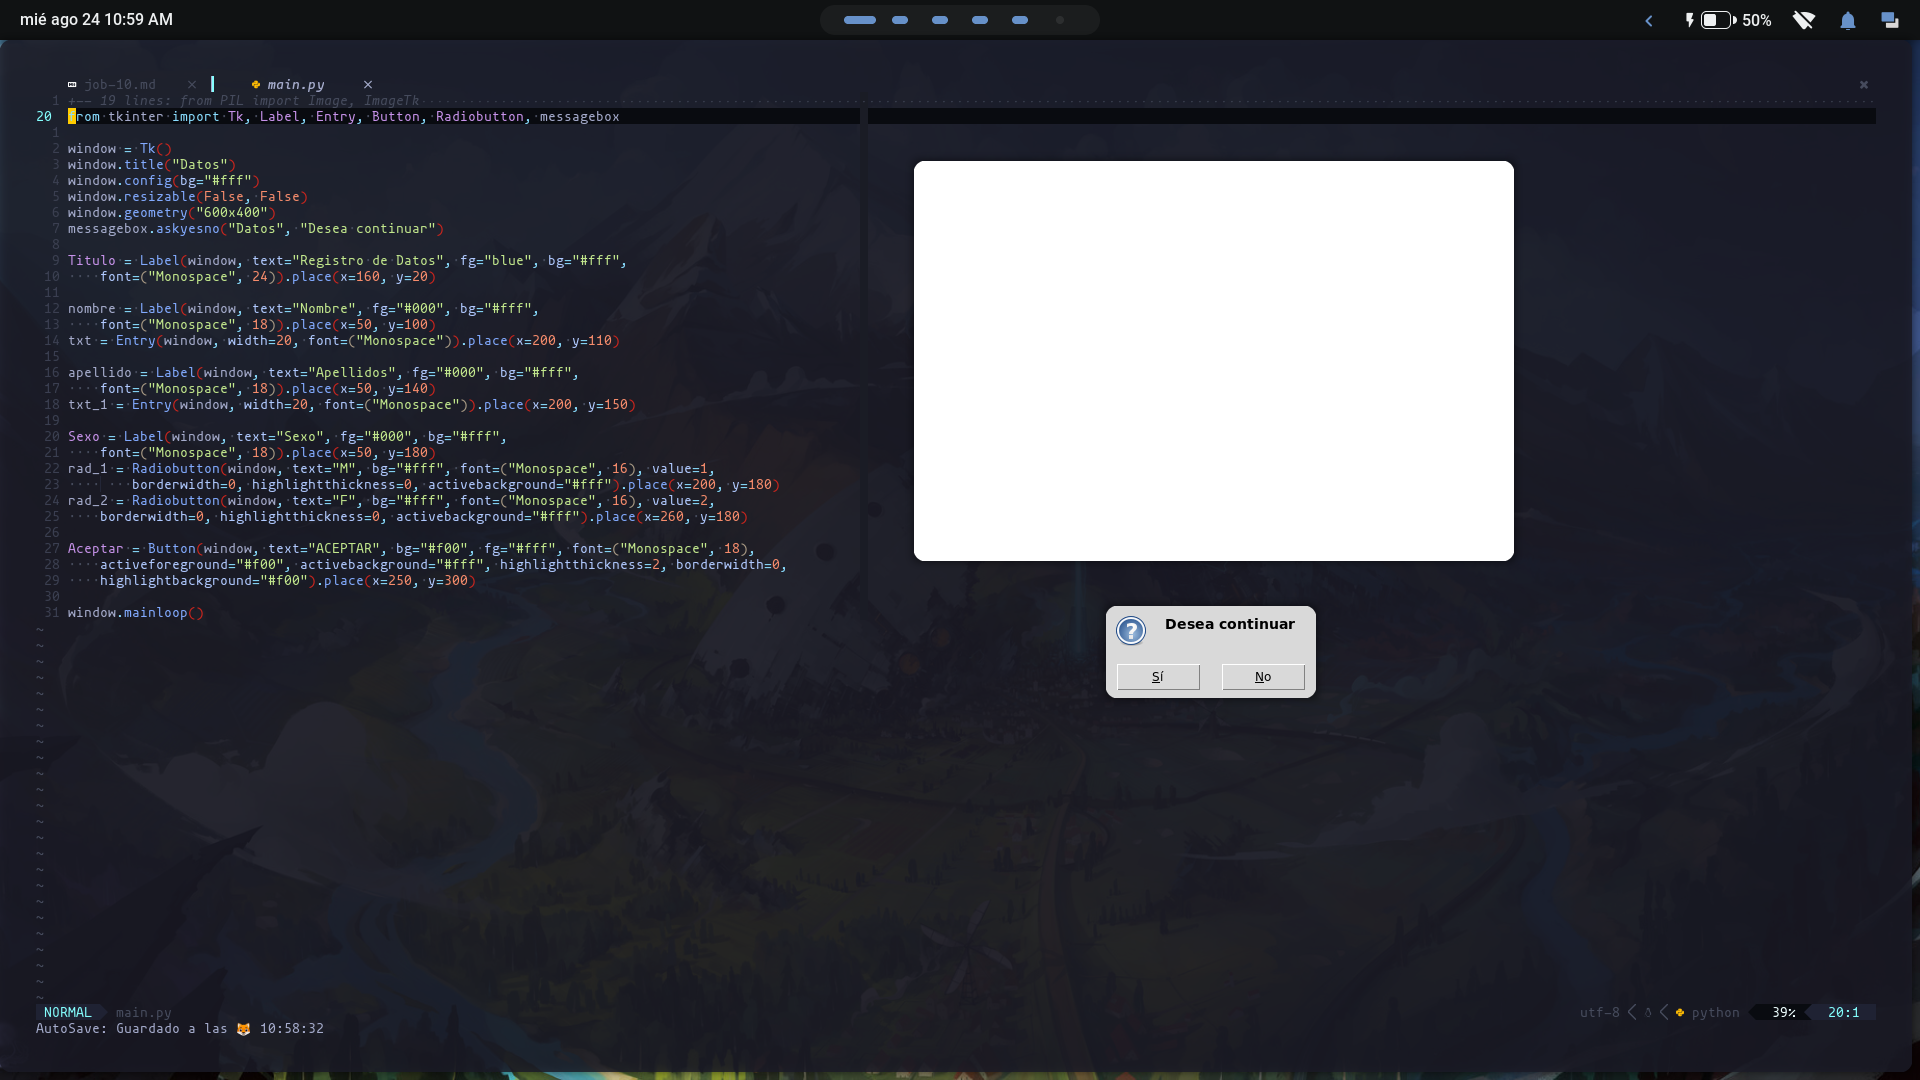 mié ago 24 10:59 AM
50%
job-10.md
main.py
1 +-- 19 lines: from PIL import Image, ImageTk
20 from tkinter import Tk, Label, Entry, Button, Radiobutton, messagebox
1
2 window = Tk()
3 window.title("Datos")
4 window.config(bg="#fff")
5 window.resizable(False, False)
6 window.geometry("600x400")
7 messagebox.askyesno("Datos", "Desea continuar")
8
9 Titulo = Label(window, text="Registro de Datos", fg="blue", bg="#fff",
10 font=("Monospace", 24)).place(x=160, y=20)
11
12 nombre = Label(window, text="Nombre", fg="#000", bg="#fff",
13 font=("Monospace", 18)).place(x=50, y=100)
14 txt = Entry(window, width=20, font=("Monospace")).place(x=200, y=110)
15
16 apellido = Label(window, text="Apellidos", fg="#000", bg="#fff",
17 font=("Monospace", 18)).place(x=50, y=140)
18 txt_1 = Entry(window, width=20, font=("Monospace")).place(x=200, y=150)
19
20 Sexo = Label(window, text="Sexo", fg="#000", bg="#fff",
21 font=("Monospace", 18)).place(x=50, y=180)
22 rad_1 = Radiobutton(window, text="M", bg="#fff", font=("Monospace", 16), value=1,
23 borderwidth=0, highlightthickness=0, activebackground="#fff").place(x=200, y=180)
24 rad_2 = Radiobutton(window, text="F", bg="#fff", font=("Monospace", 16), value=2,
25 borderwidth=0, highlightthickness=0, activebackground="#fff").place(x=260, y=180)
26
27 Aceptar = Button(window, text="ACEPTAR", bg="#f00", fg="#fff", font=("Monospace", 18),
28 activeforeground="#f00", activebackground="#fff", highlightthickness=2, borderwidth=0,
29 highlightbackground="#f00").place(x=250, y=300)
30
31 window.mainloop()
Desea continuar
Sí
No
NORMAL main.py
utf-8 python 39% 20:1
AutoSave: Guardado a las 🦊 10:58:32